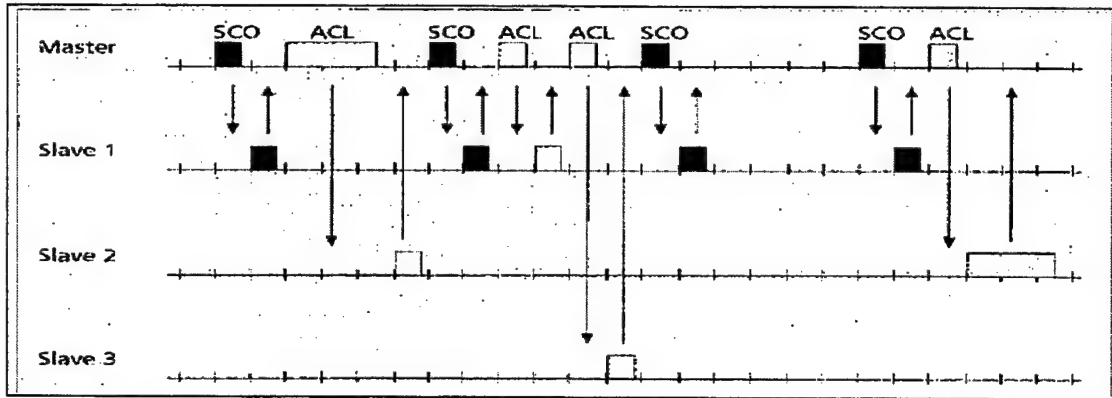 SCO ACL SCO ACL ACL SCO SCO ACL
Master
Slave 1
Slave 2
Slave 3